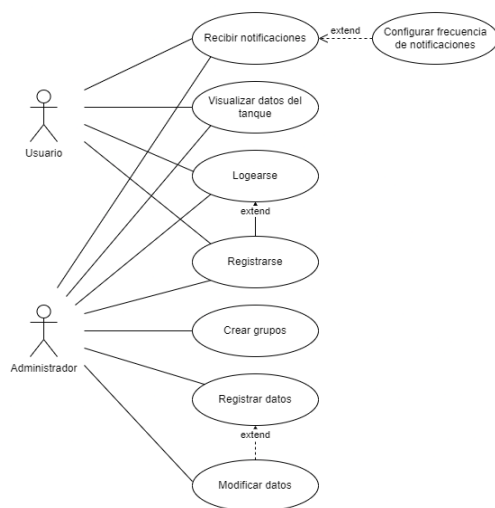 Recibir notificaciones
extend
Configurar frecuencia
de notificaciones
Visualizar datos del
tanque
Usuario
Logearse
extend
Registrarse
Crear grupos
Administrador
Registrar datos
extend
Modificar datos